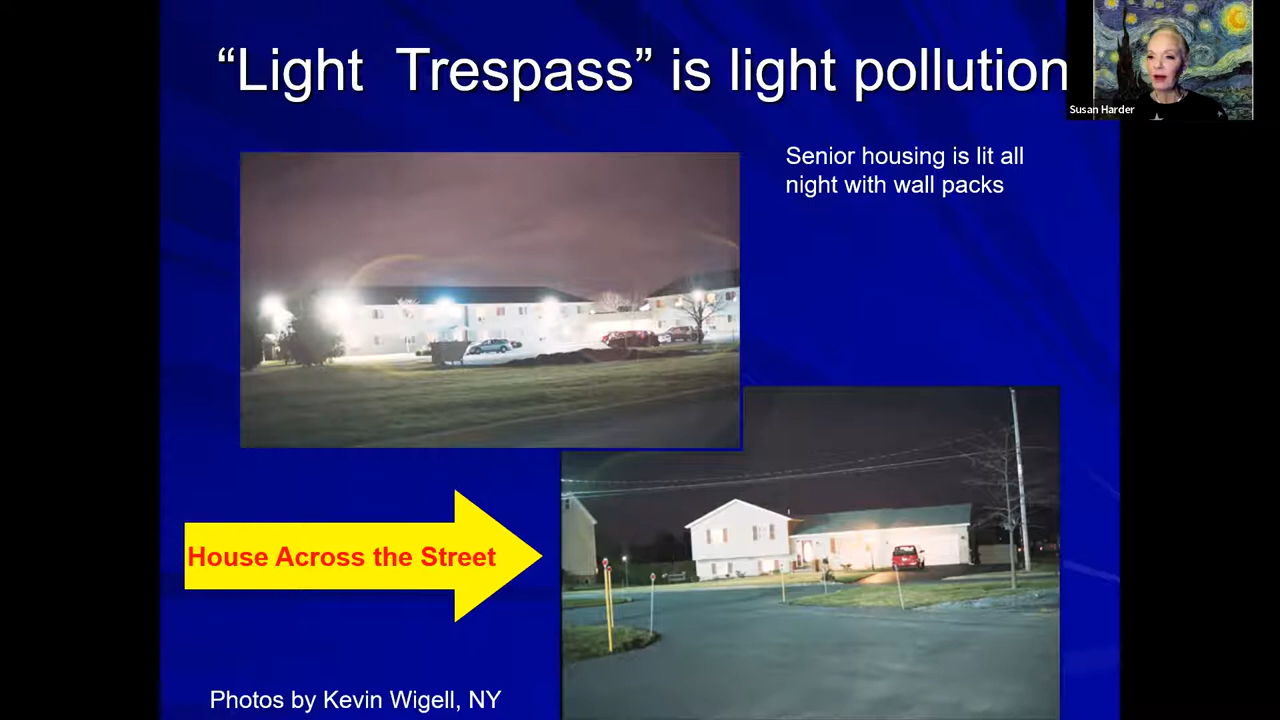 “Light Trespass” is light pollution
Susan Harder
Senior housing is lit all
night with wall packs
House Across the Street
Photos by Kevin Wigell, NY